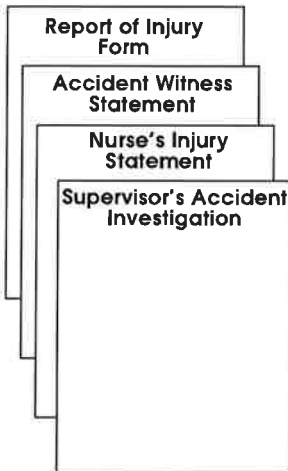 Report of Injury
Form
Accident Witness
Statement
Nurse's Injury
Statement
Supervisor's Accident
Investigation